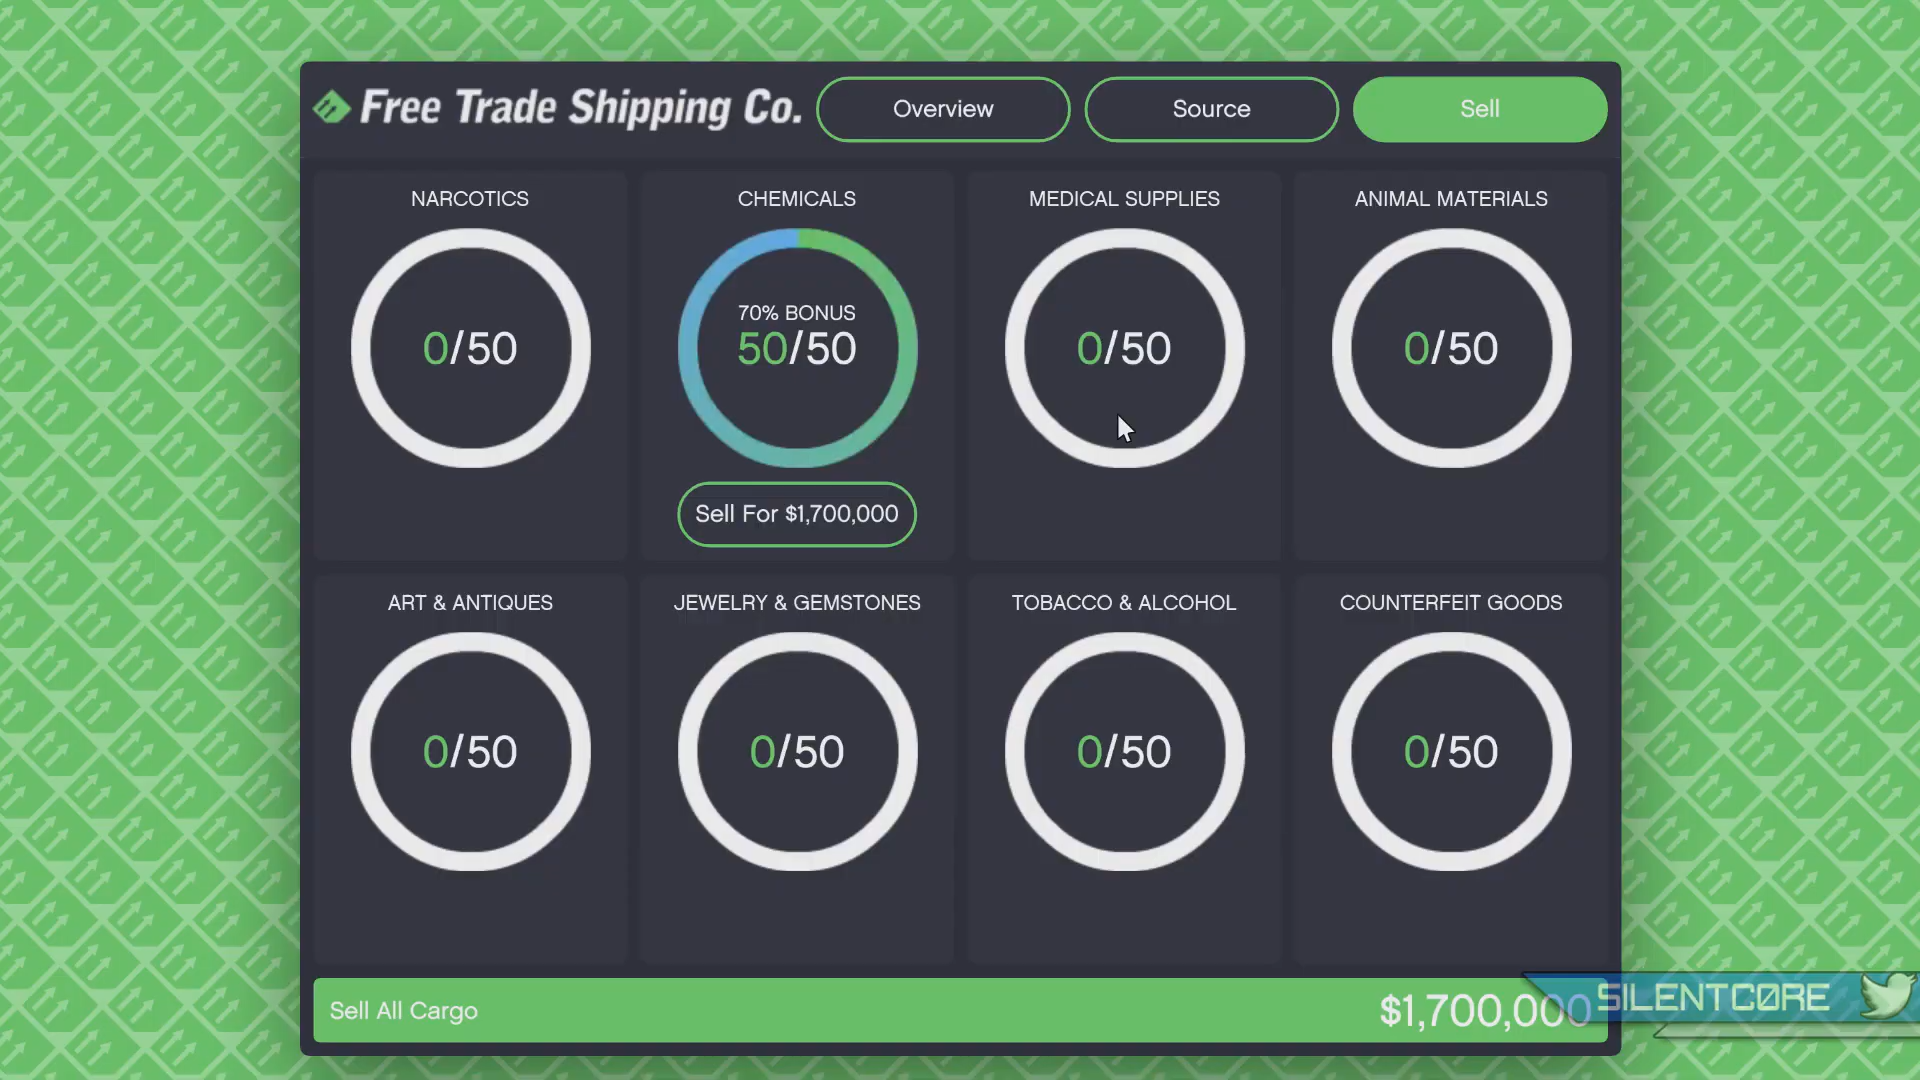 Free Trade Shipping Co.
Overview
Source
Sell
NARCOTICS
CHEMICALS
MEDICAL SUPPLIES
ANIMAL MATERIALS
0/50
70% BONUS
50/50
0/50
0/50
Sell For $1,700,000
ART & ANTIQUES
JEWELRY & GEMSTONES
TOBACCO & ALCOHOL
COUNTERFEIT GOODS
0/50
0/50
0/50
0/50
Sell All Cargo
$1,700,000
SILENTCØRE